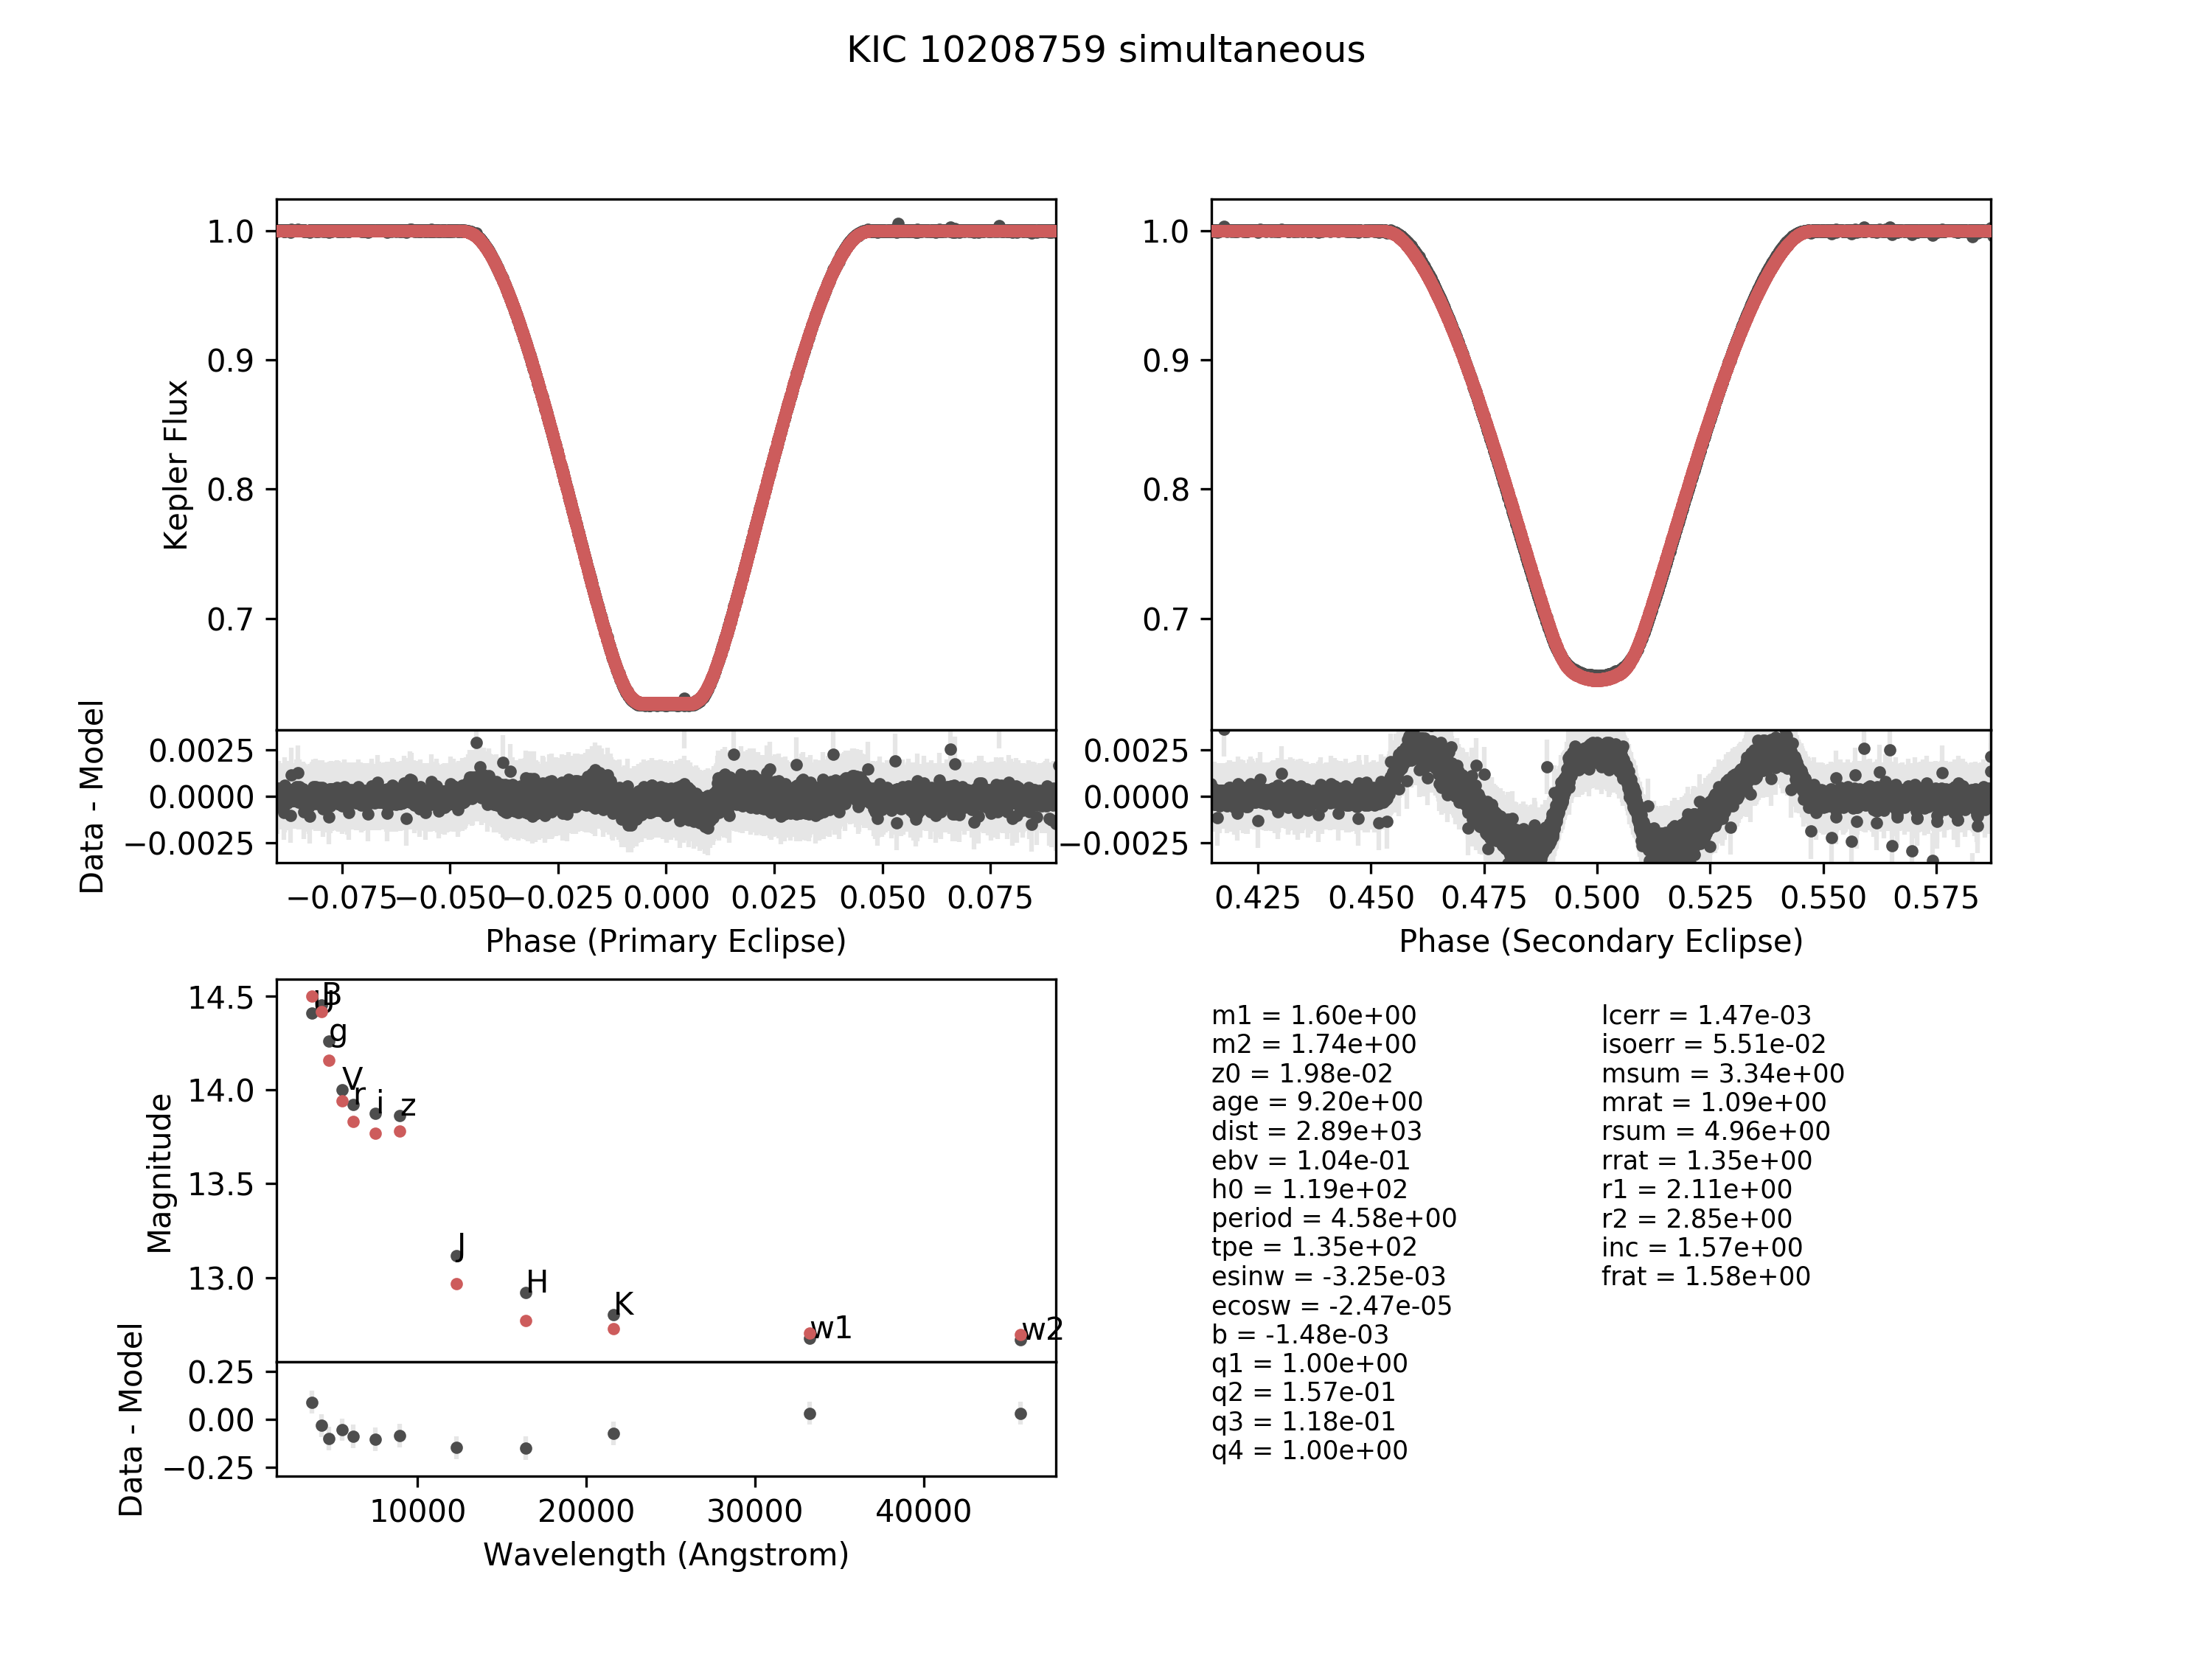 KIC 10208759 simultaneous
Kepler Flux
1.0
0.9
0.8
0.7
1.0
0.9
0.8
0.7
Data - Model
0.0025
0.0000
−0.0025
0.0025
0.0000
−0.0025
−0.075 −0.050 −0.025 0.000 0.025 0.050 0.075
0.425 0.450 0.475 0.500 0.525 0.550 0.575
Phase (Primary Eclipse)
Phase (Secondary Eclipse)
Magnitude
14.5
14.0
13.5
13.0
B
g
V
r
i
z
J
H
K
w1
w2
Data - Model
0.25
0.00
−0.25
10000 20000 30000 40000
Wavelength (Angstrom)
m1 = 1.60e+00
m2 = 1.74e+00
z0 = 1.98e-02
age = 9.20e+00
dist = 2.89e+03
ebv = 1.04e-01
h0 = 1.19e+02
period = 4.58e+00
tpe = 1.35e+02
esinw = -3.25e-03
ecosw = -2.47e-05
b = -1.48e-03
q1 = 1.00e+00
q2 = 1.57e-01
q3 = 1.18e-01
q4 = 1.00e+00
lcerr = 1.47e-03
isoerr = 5.51e-02
msum = 3.34e+00
mrat = 1.09e+00
rsum = 4.96e+00
rrat = 1.35e+00
r1 = 2.11e+00
r2 = 2.85e+00
inc = 1.57e+00
frat = 1.58e+00